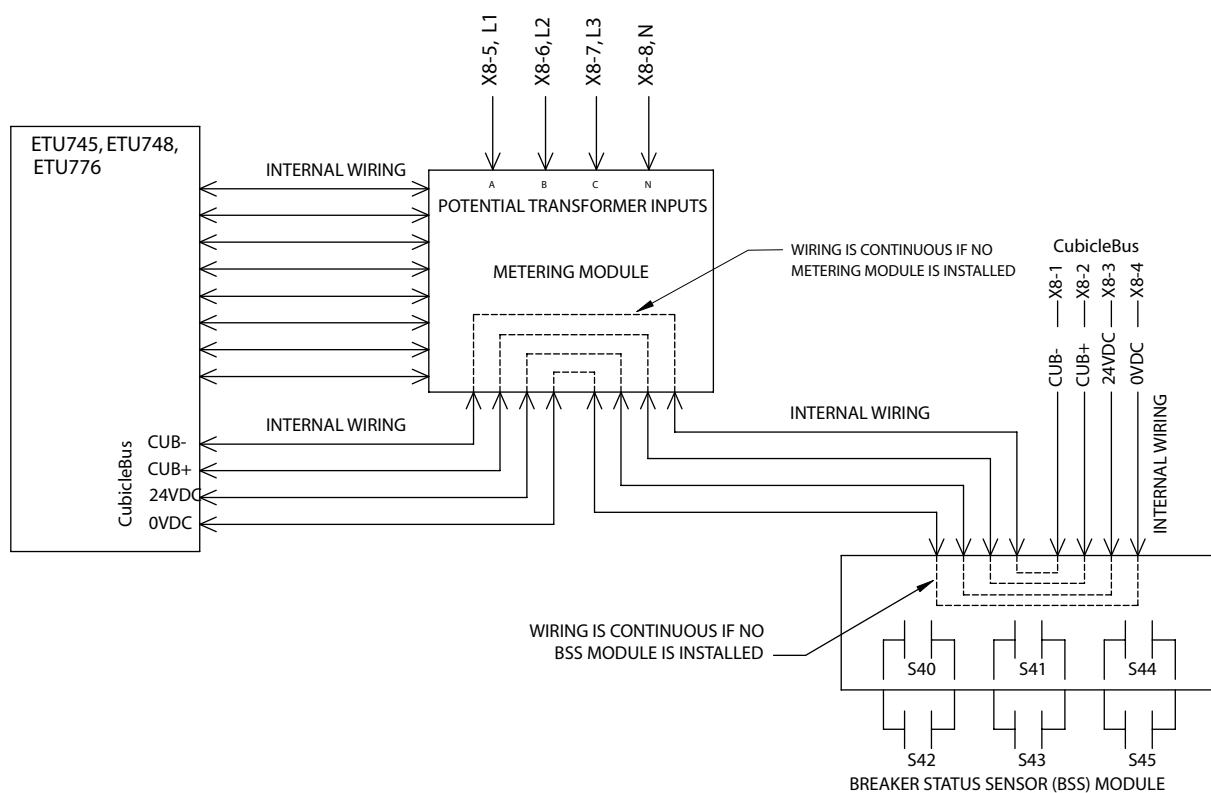 X8-5, L1
X8-6, L2
X8-7, L3
X8-8, N
ETU745, ETU748,
ETU776
INTERNAL WIRING
A
B
C
N
POTENTIAL TRANSFORMER INPUTS
METERING MODULE
WIRING IS CONTINUOUS IF NO
METERING MODULE IS INSTALLED
CubicleBus
X8-1
X8-2
X8-3
X8-4
CUB-
CUB+
24VDC
0VDC
INTERNAL WIRING
INTERNAL WIRING
INTERNAL WIRING
CubicleBus
CUB-
CUB+
24VDC
0VDC
WIRING IS CONTINUOUS IF NO
BSS MODULE IS INSTALLED
S40
S41
S44
S42
S43
S45
BREAKER STATUS SENSOR (BSS) MODULE